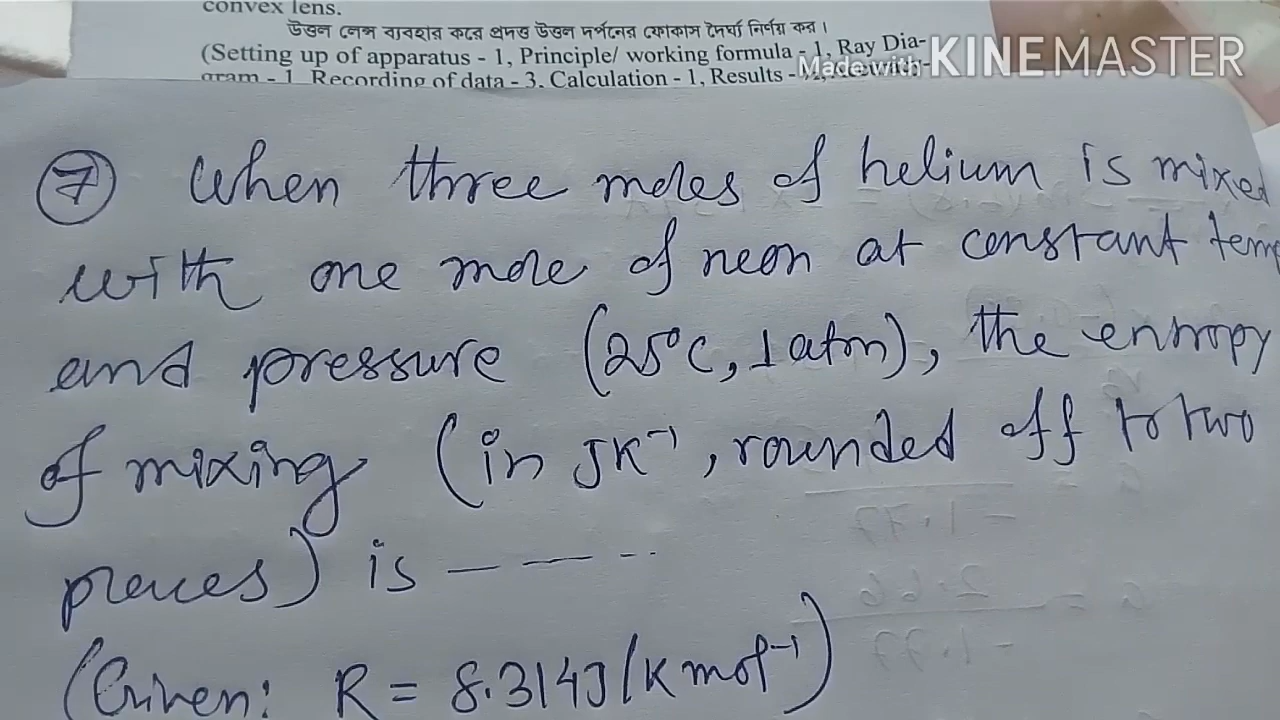 convex lens.
উত্তল লেন্স ব্যবহার করে প্রদত্ত উত্তল দর্পনের ফোকাস দৈর্ঘ্য নির্ণয় কর ।
(Setting up of apparatus - 1, Principle/ working formula - 1, Ray Dia-
gram - 1, Recording of data - 3, Calculation - 1, Results -
Made with KINEMASTER
⑦ When three moles of helium is mixed
with one mole of neon at constant temp
and pressure (25°C, 1 atm), the entropy
of mixing (in JK⁻¹, rounded off to two
places) is -----
(Given: R = 8.314J/K mol⁻¹)